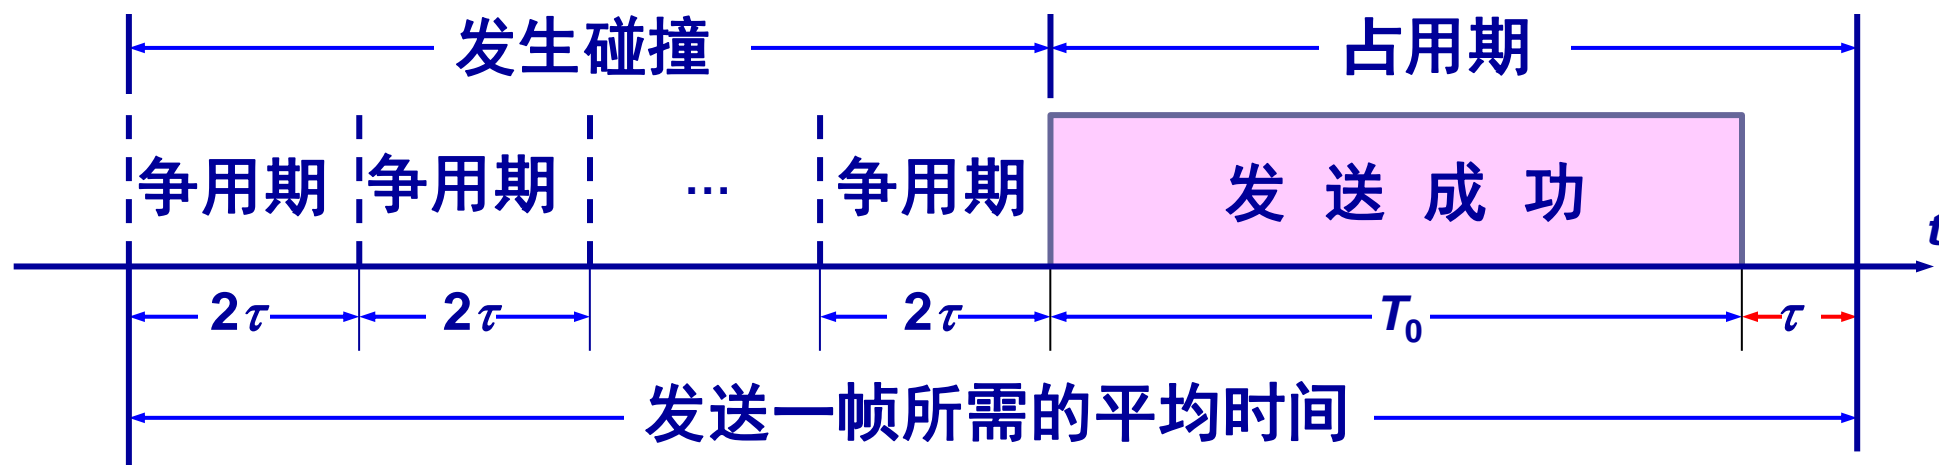 发生碰撞 占用期
争用期 争用期 … 争用期 发送成功
t
2τ 2τ 2τ T0 τ
发送一帧所需的平均时间